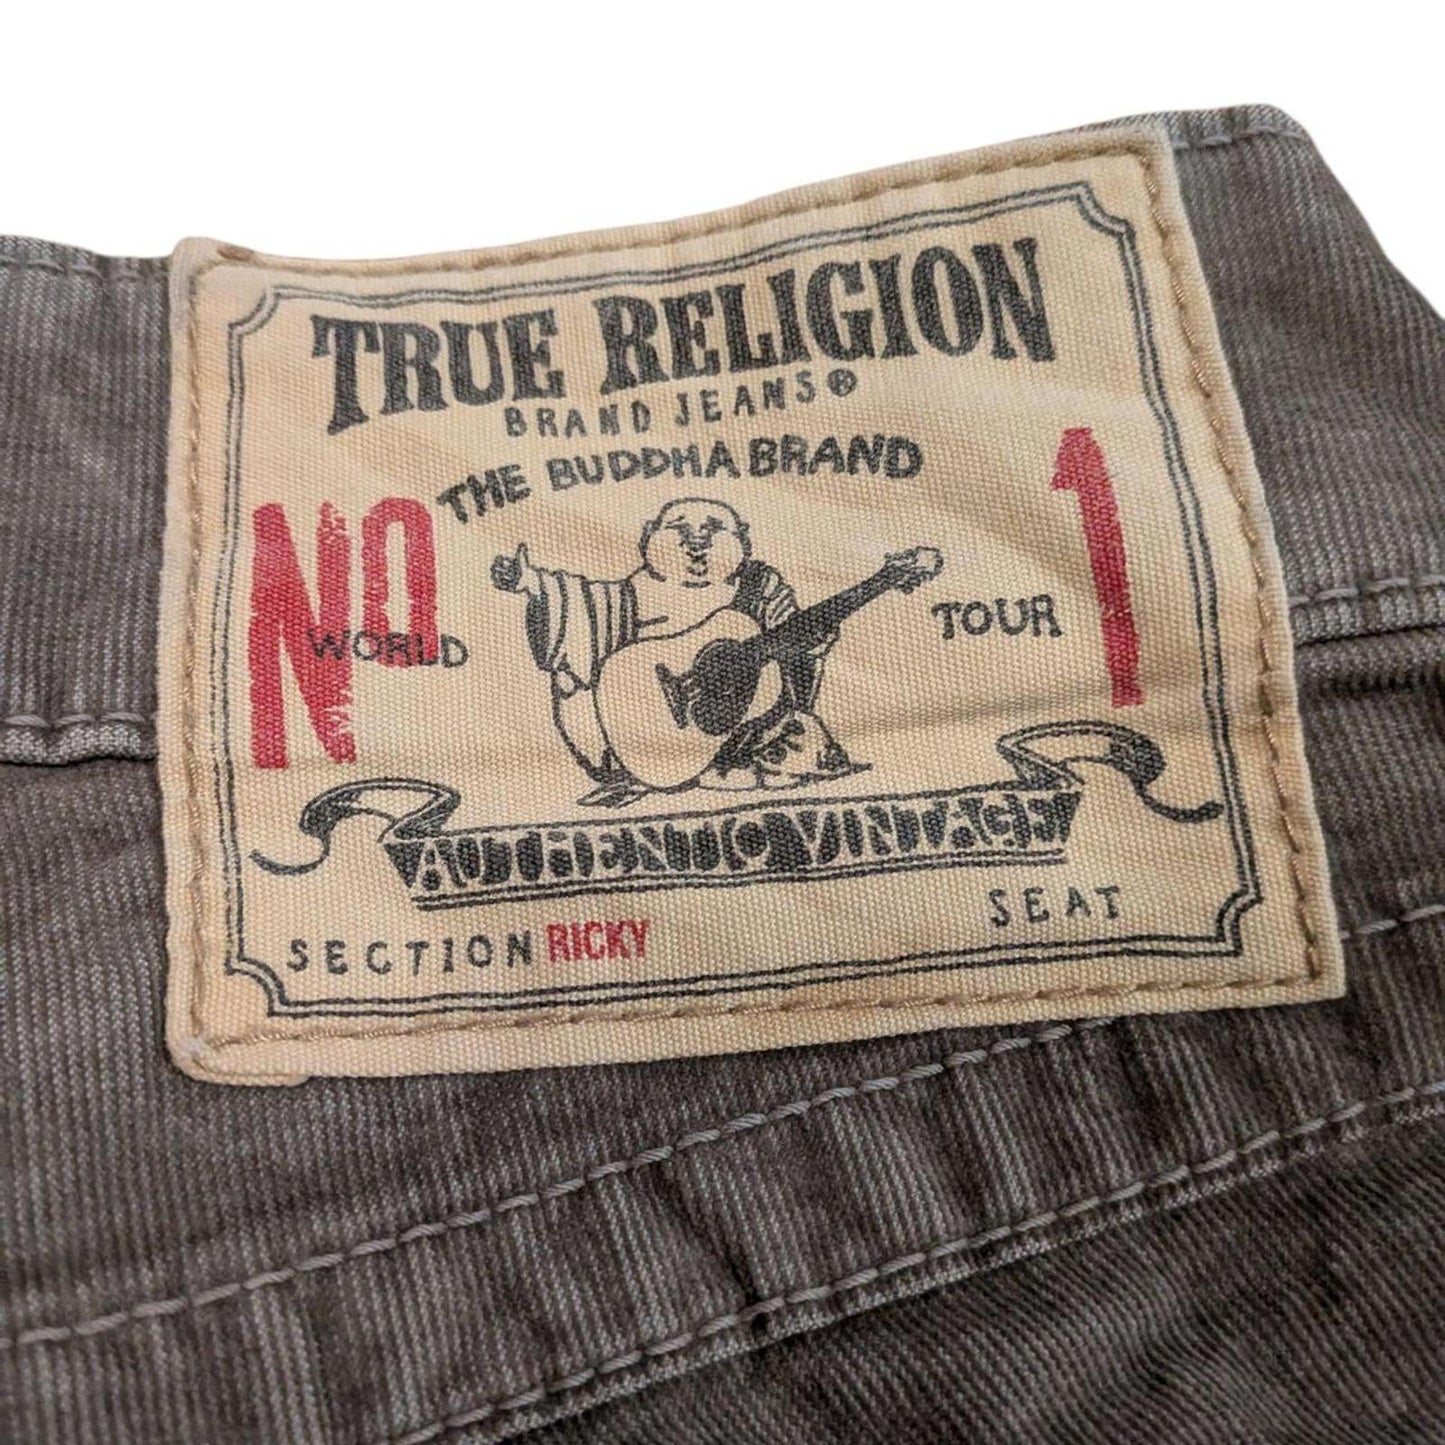 TRUE RELIGION
BRAND JEANS®
THE BUDDHA BRAND
NO 1
WORLD TOUR
AUTHENTIC VINTAGE
SECTION RICKY SEAT